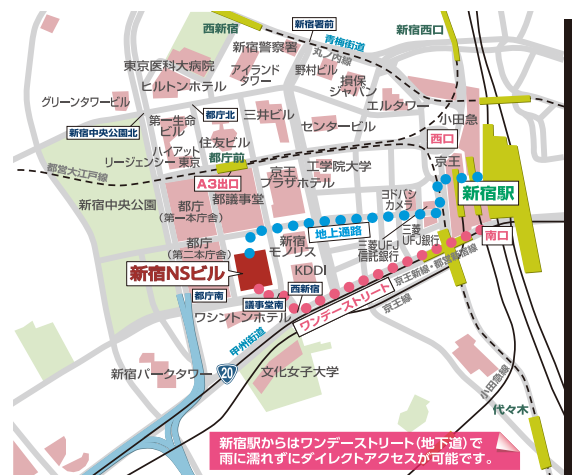 西新宿
新宿署前
青梅街道
新宿西口
新宿警察署
丸ノ内線
東京医科大病院
アイランド
タワー
野村ビル
ヒルトンホテル
損保
ジャパン
グリーンタワービル
都庁北
エルタワー
小田急
第一生命
ビル
三井ビル
新宿中央公園北
住友ビル
センタービル
西口
ハイアット
リージェンシー 東京
都庁前
京王
都営大江戸線
A3出口
京王
プラザホテル
工学院大学
新宿駅
新宿中央公園
都議事堂
ヨドバシ
カメラ
都庁
(第一本庁舎)
地上通路
三菱
UFJ銀行
南口
都庁
(第二本庁舎)
新宿
モノリス
三菱UFJ
信託銀行
新宿NSビル
KDDI
京王新線・都営新宿線
都庁南
議事堂南
西新宿
ワンデーストリート
京王線
ワシントンホテル
甲州街道
新宿パークタワー
20
文化女子大学
小田急線
代々木
新宿駅からはワンデーストリート(地下道)で
雨に濡れずにダイレクトアクセスが可能です。